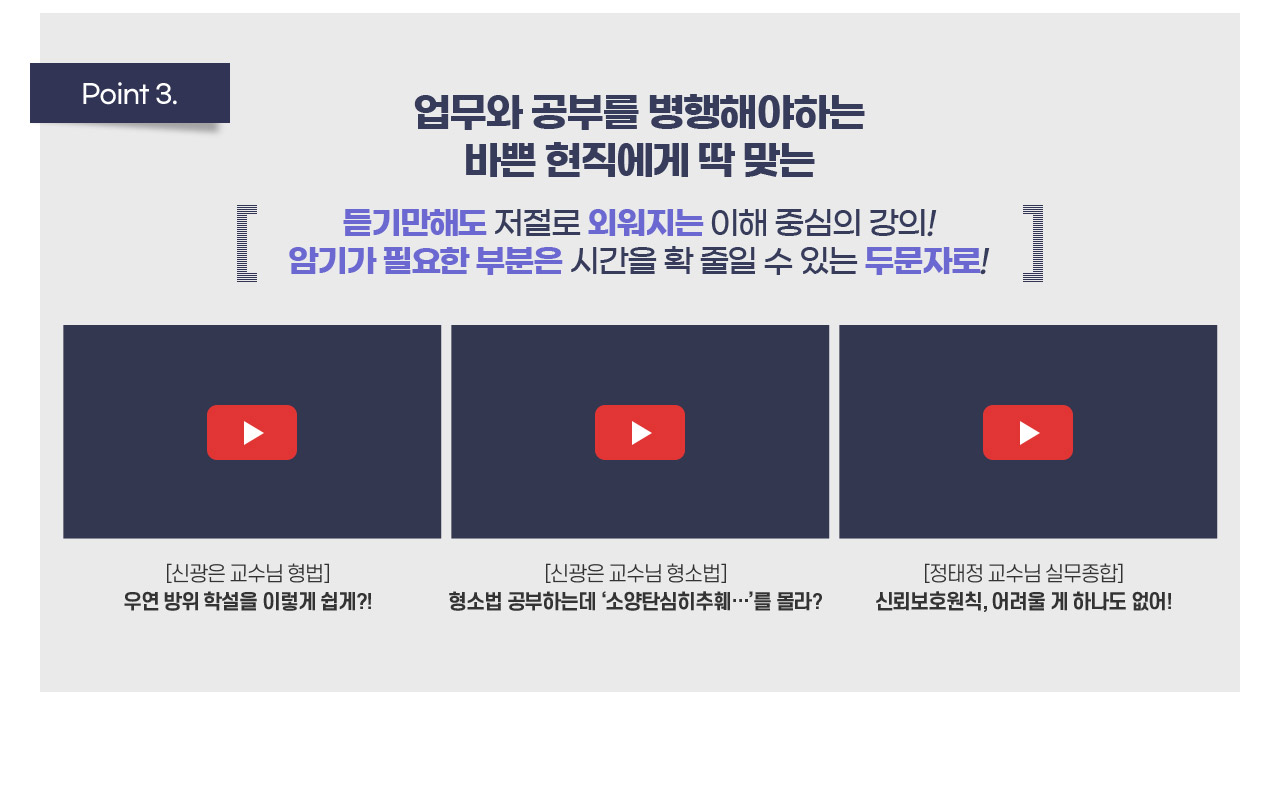 Point 3.
업무와 공부를 병행해야하는
바쁜 현직에게 딱 맞는
듣기만해도 저절로 외워지는 이해 중심의 강의!
암기가 필요한 부분은 시간을 확 줄일 수 있는 두문자로!
[신광은 교수님 형법]
우연 방위 학설을 이렇게 쉽게?!
[신광은 교수님 형소법]
형소법 공부하는데 ‘소양탄심히추훼…’를 몰라?
[정태정 교수님 실무종합]
신뢰보호원칙, 어려울 게 하나도 없어!